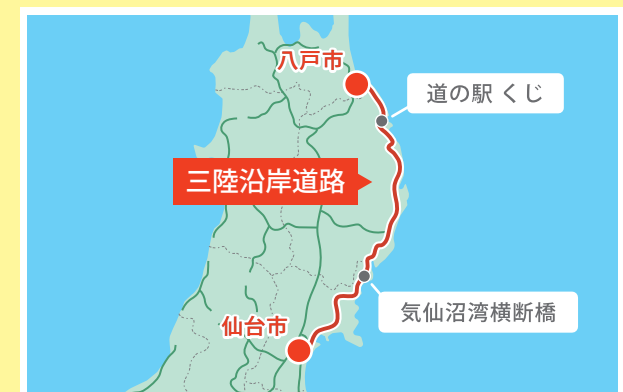 八戸市
道の駅 くじ
三陸沿岸道路
気仙沼湾横断橋
仙台市